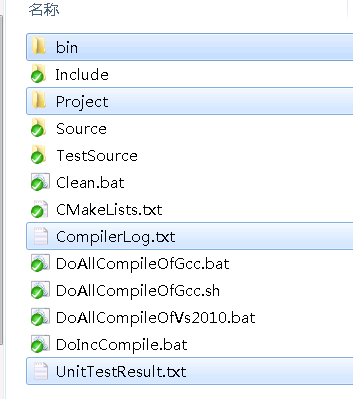 名称
bin
Include
Project
Source
TestSource
Clean.bat
CMakeLists.txt
CompilerLog.txt
DoAllCompileOfGcc.bat
DoAllCompileOfGcc.sh
DoAllCompileOfVs2010.bat
DoIncCompile.bat
UnitTestResult.txt